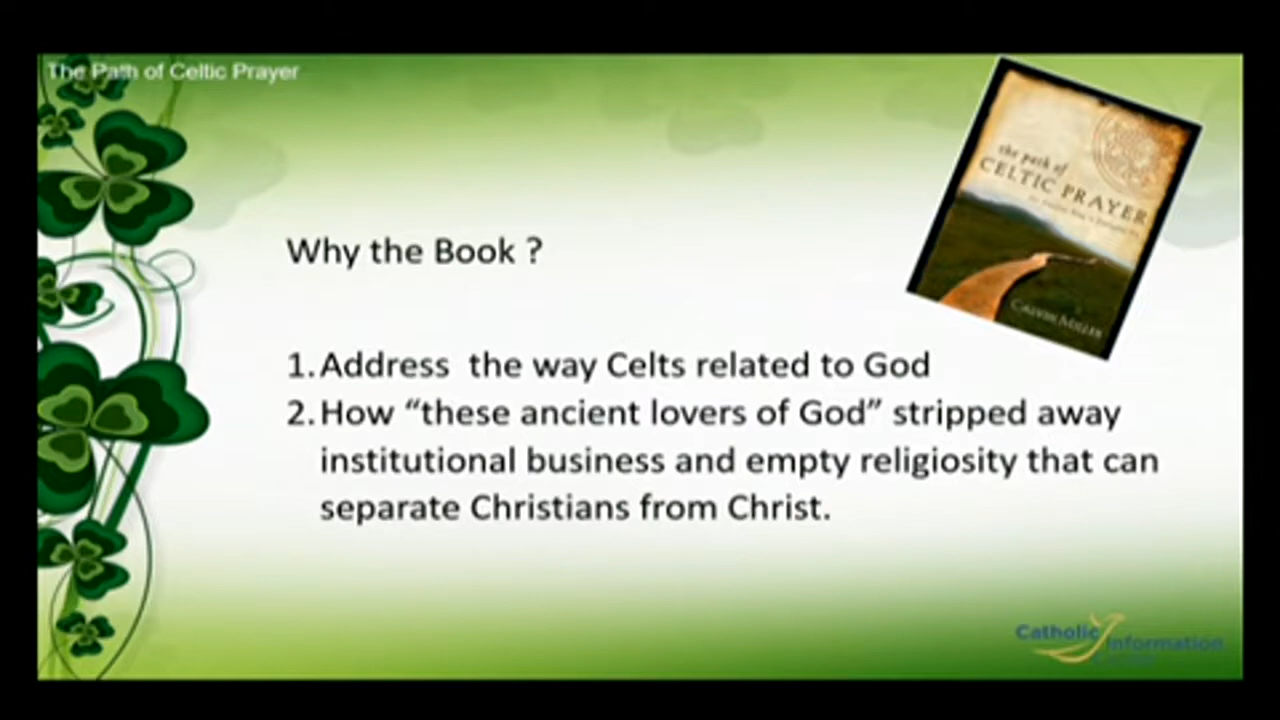 The Path of Celtic Prayer
the path of
CELTIC PRAYER
CALVIN MILLER
Why the Book ?
1. Address the way Celts related to God
2. How “these ancient lovers of God” stripped away
institutional business and empty religiosity that can
separate Christians from Christ.
Catholic Information